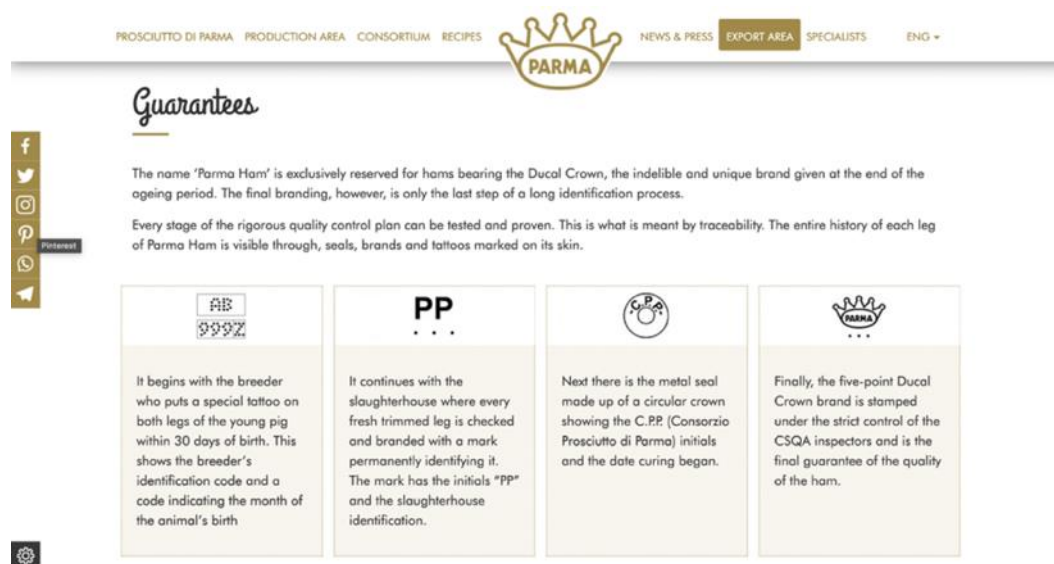 PROSCIUTTO DI PARMA PRODUCTION AREA CONSORTIUM RECIPES PARMA NEWS & PRESS EXPORT AREA SPECIALISTS ENG
Guarantees
The name 'Parma Ham' is exclusively reserved for hams bearing the Ducal Crown, the indelible and unique brand given at the end of the
ageing period. The final branding, however, is only the last step of a long identification process.
Every stage of the rigorous quality control plan can be tested and proven. This is what is meant by traceability. The entire history of each leg
of Parma Ham is visible through, seals, brands and tattoos marked on its skin.
Pinterest
AB
999Z
It begins with the breeder
who puts a special tattoo on
both legs of the young pig
within 30 days of birth. This
shows the breeder's
identification code and a
code indicating the month of
the animal's birth
PP
It continues with the
slaughterhouse where every
fresh trimmed leg is checked
and branded with a mark
permanently identifying it.
The mark has the initials "PP"
and the slaughterhouse
identification.
C.P.P.
Next there is the metal seal
made up of a circular crown
showing the C.P.P. (Consorzio
Prosciutto di Parma) initials
and the date curing began.
PARMA
Finally, the five-point Ducal
Crown brand is stamped
under the strict control of the
CSQA inspectors and is the
final guarantee of the quality
of the ham.